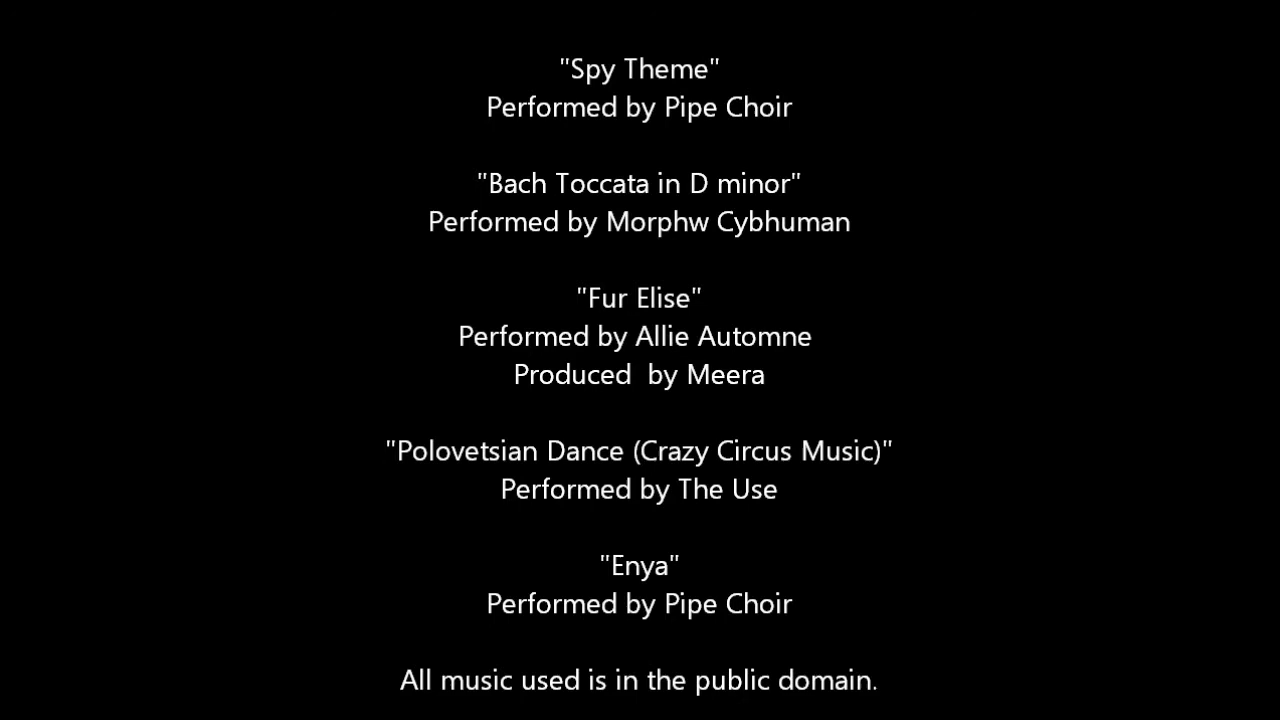 "Spy Theme"
Performed by Pipe Choir
"Bach Toccata in D minor"
Performed by Morphw Cybhuman
"Fur Elise"
Performed by Allie Automne
Produced  by Meera
"Polovetsian Dance (Crazy Circus Music)"
Performed by The Use
"Enya"
Performed by Pipe Choir
All music used is in the public domain.